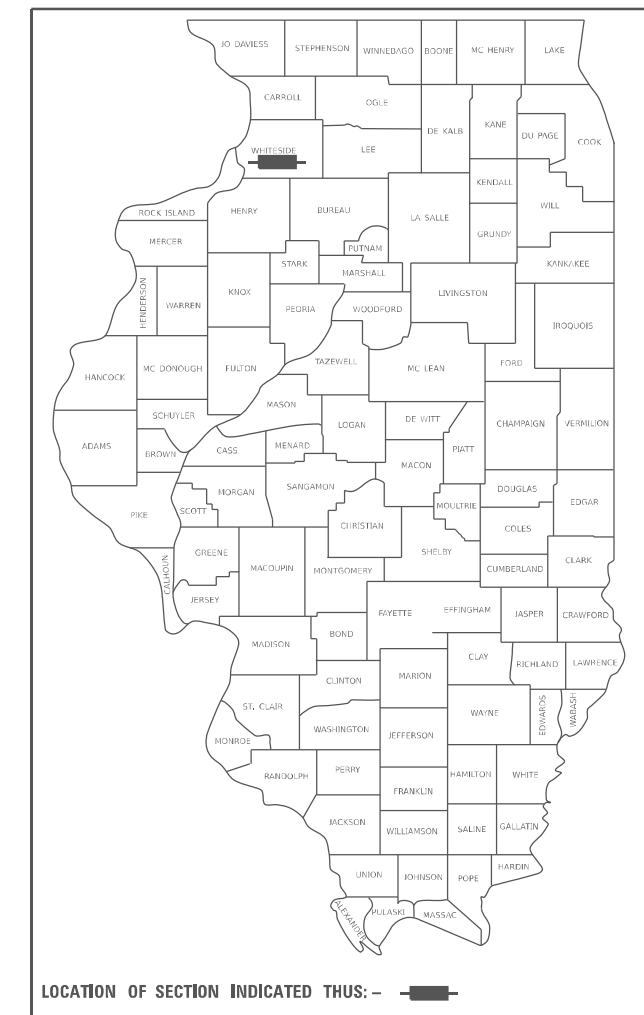 JO DAVIESS
STEPHENSON
WINNEBAGO
BOONE
MC HENRY
LAKE
CARROLL
OGLE
DE KALB
KANE
DU PAGE
COOK
WHITESIDE
LEE
KENDALL
WILL
ROCK ISLAND
HENRY
BUREAU
LA SALLE
GRUNDY
MERCER
PUTNAM
KANKAKEE
STARK
MARSHALL
HENDERSON
WARREN
KNOX
PEORIA
WOODFORD
LIVINGSTON
IROQUOIS
HANCOCK
MC DONOUGH
FULTON
TAZEWELL
MC LEAN
FORD
SCHUYLER
MASON
LOGAN
DE WITT
CHAMPAIGN
VERMILION
ADAMS
BROWN
CASS
MENARD
MACON
PIATT
PIKE
SCOTT
MORGAN
SANGAMON
CHRISTIAN
MOULTRIE
DOUGLAS
EDGAR
COLES
CALHOUN
GREENE
MACOUPIN
MONTGOMERY
SHELBY
CUMBERLAND
CLARK
JERSEY
FAYETTE
EFFINGHAM
JASPER
CRAWFORD
MADISON
BOND
CLAY
RICHLAND
LAWRENCE
CLINTON
MARION
ST. CLAIR
WAYNE
EDWARDS
WABASH
MONROE
WASHINGTON
JEFFERSON
RANDOLPH
PERRY
HAMILTON
WHITE
FRANKLIN
JACKSON
WILLIAMSON
SALINE
GALLATIN
UNION
JOHNSON
POPE
HARDIN
ALEXANDER
PULASKI
MASSAC
LOCATION OF SECTION INDICATED THUS: –